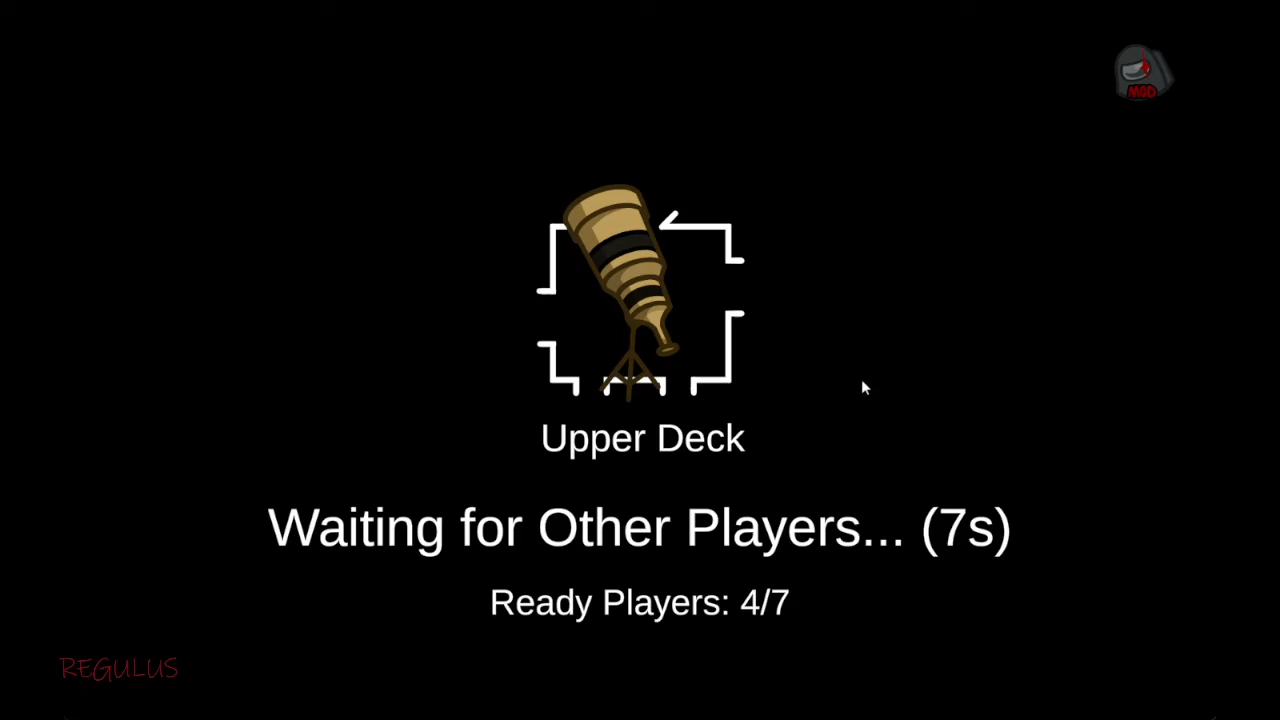 MOD
Upper Deck
Waiting for Other Players... (7s)
Ready Players: 4/7
REGULUS